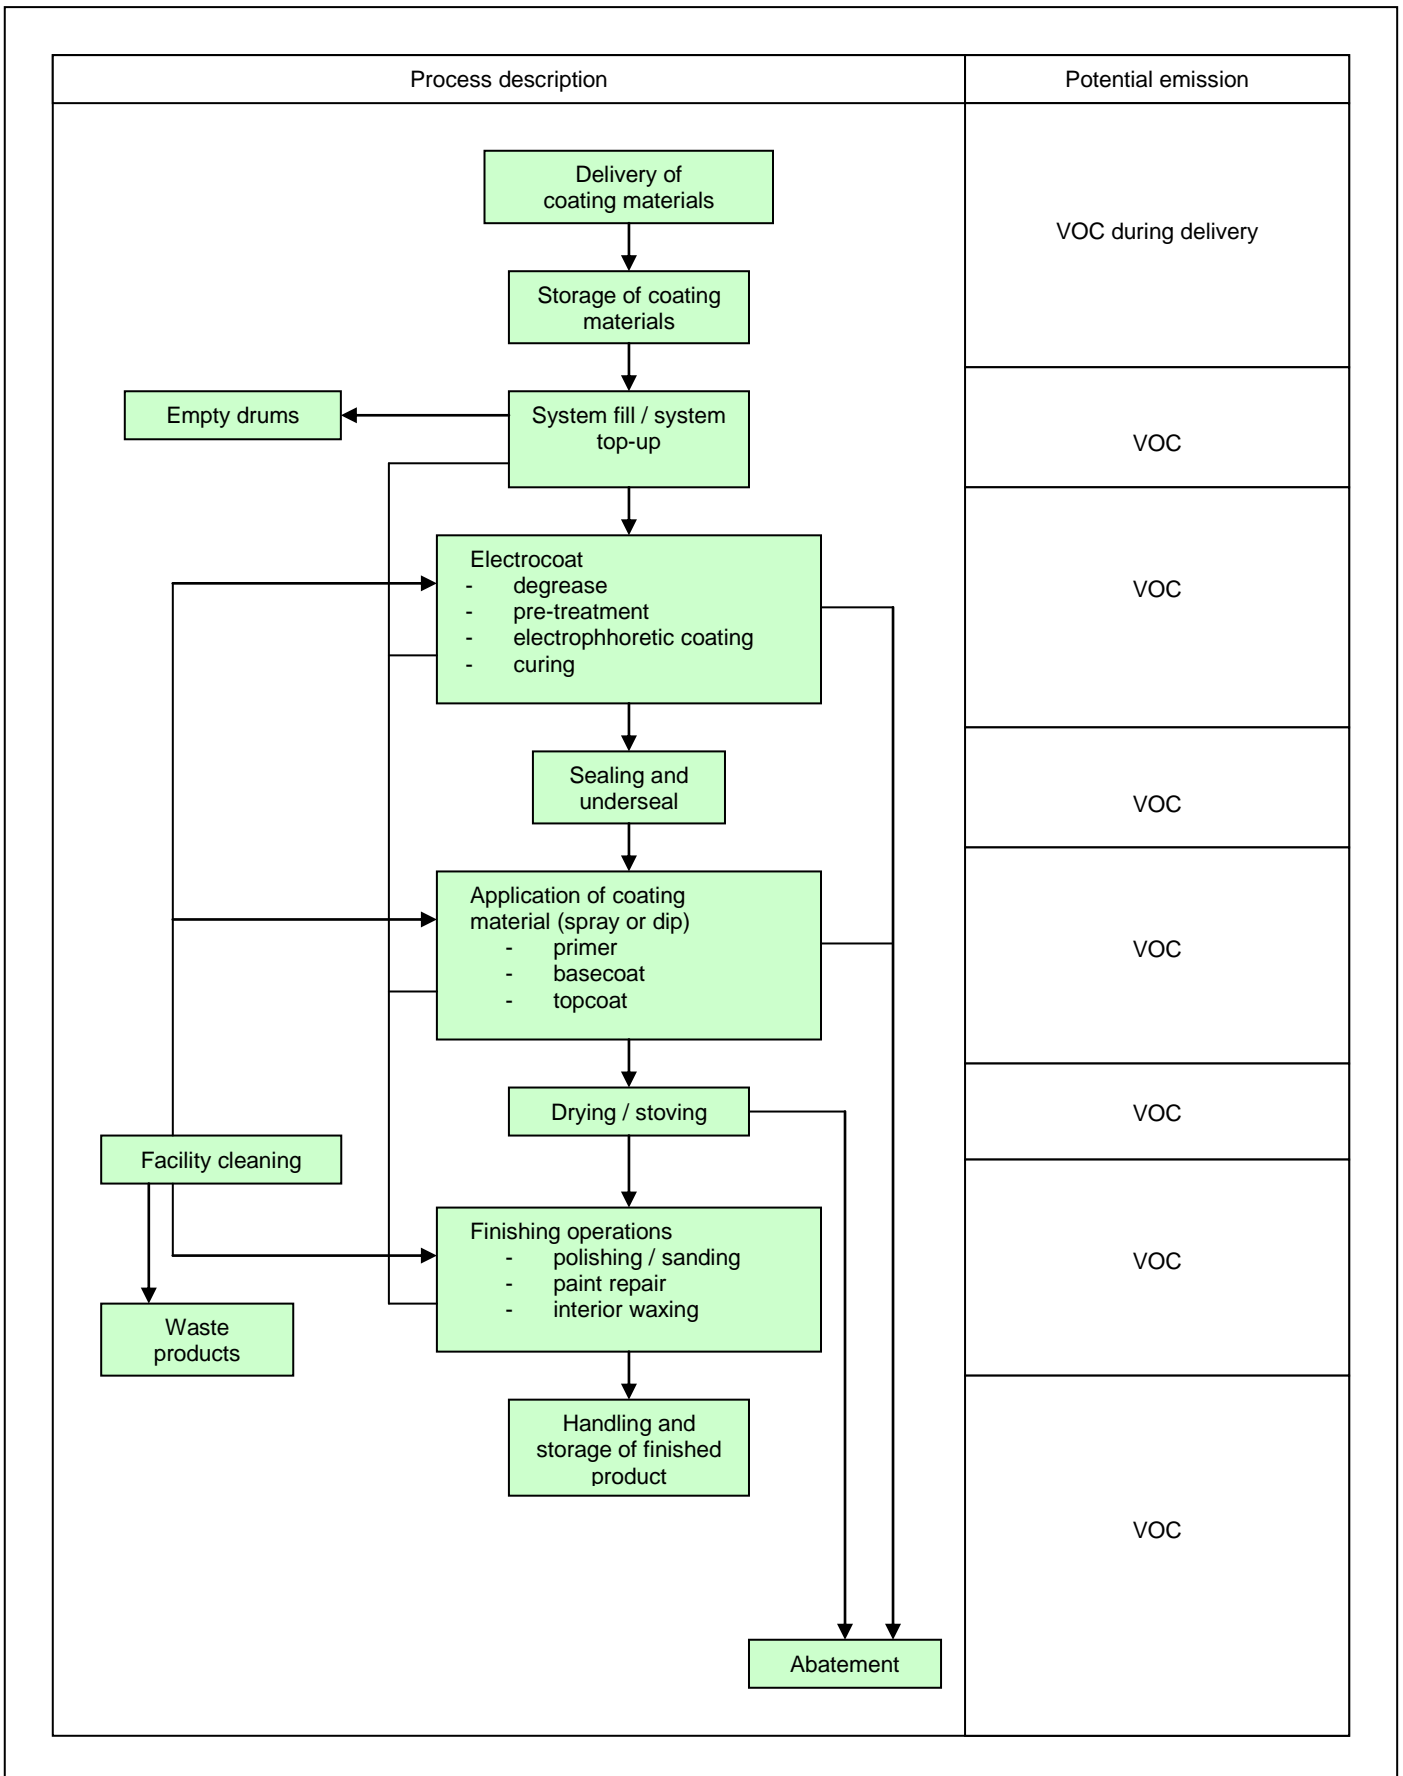 Process description
Potential emission
Delivery of
coating materials
VOC during delivery
Storage of coating
materials
Empty drums
System fill / system
top-up
VOC
Electrocoat
- degrease
- pre-treatment
- electrophhoretic coating
- curing
VOC
Sealing and
underseal
VOC
Application of coating
material (spray or dip)
- primer
- basecoat
- topcoat
VOC
Drying / stoving
VOC
Facility cleaning
Finishing operations
- polishing / sanding
- paint repair
- interior waxing
VOC
Waste
products
Handling and
storage of finished
product
VOC
Abatement